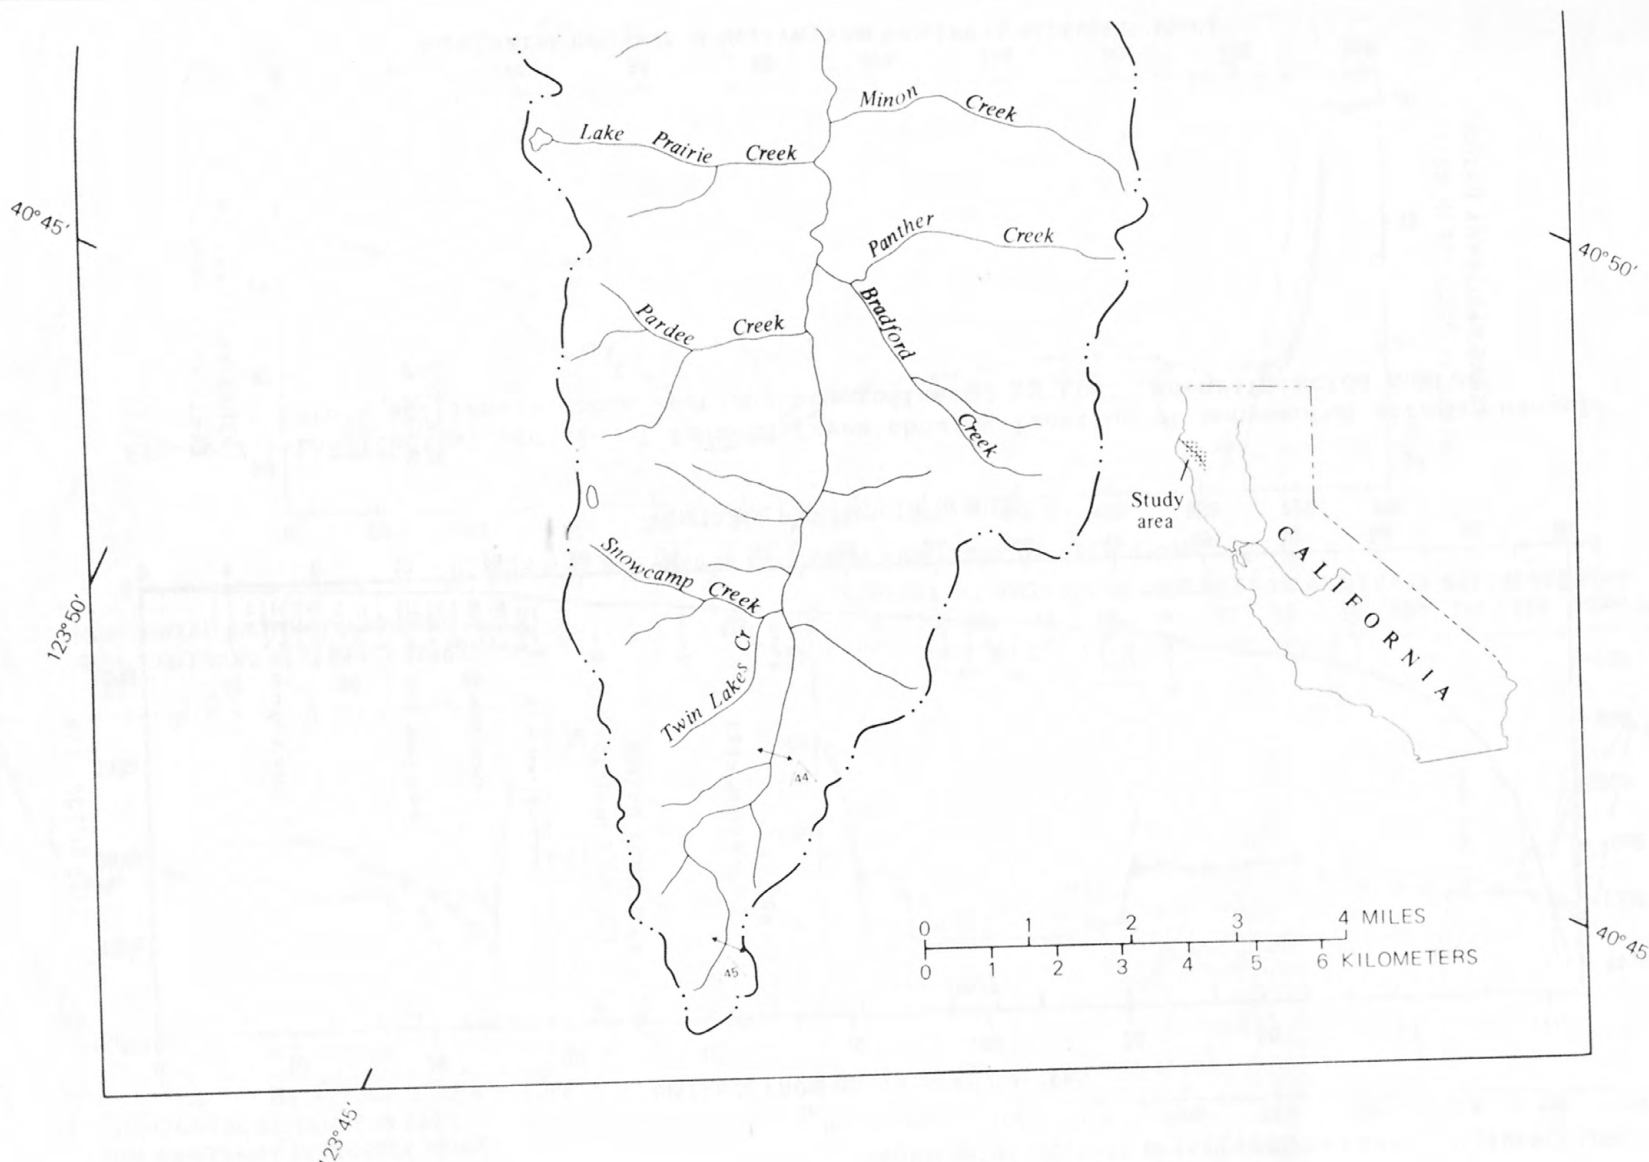 Minon Creek
Lake Prairie Creek
40°45'
Panther Creek
40°50'
Bradford Creek
Pardee Creek
Study
area
CALIFORNIA
Snowcamp Creek
123°50'
Twin Lakes Cr
44
0 1 2 3 4 MILES
0 1 2 3 4 5 6 KILOMETERS
40°45
45
123°45'